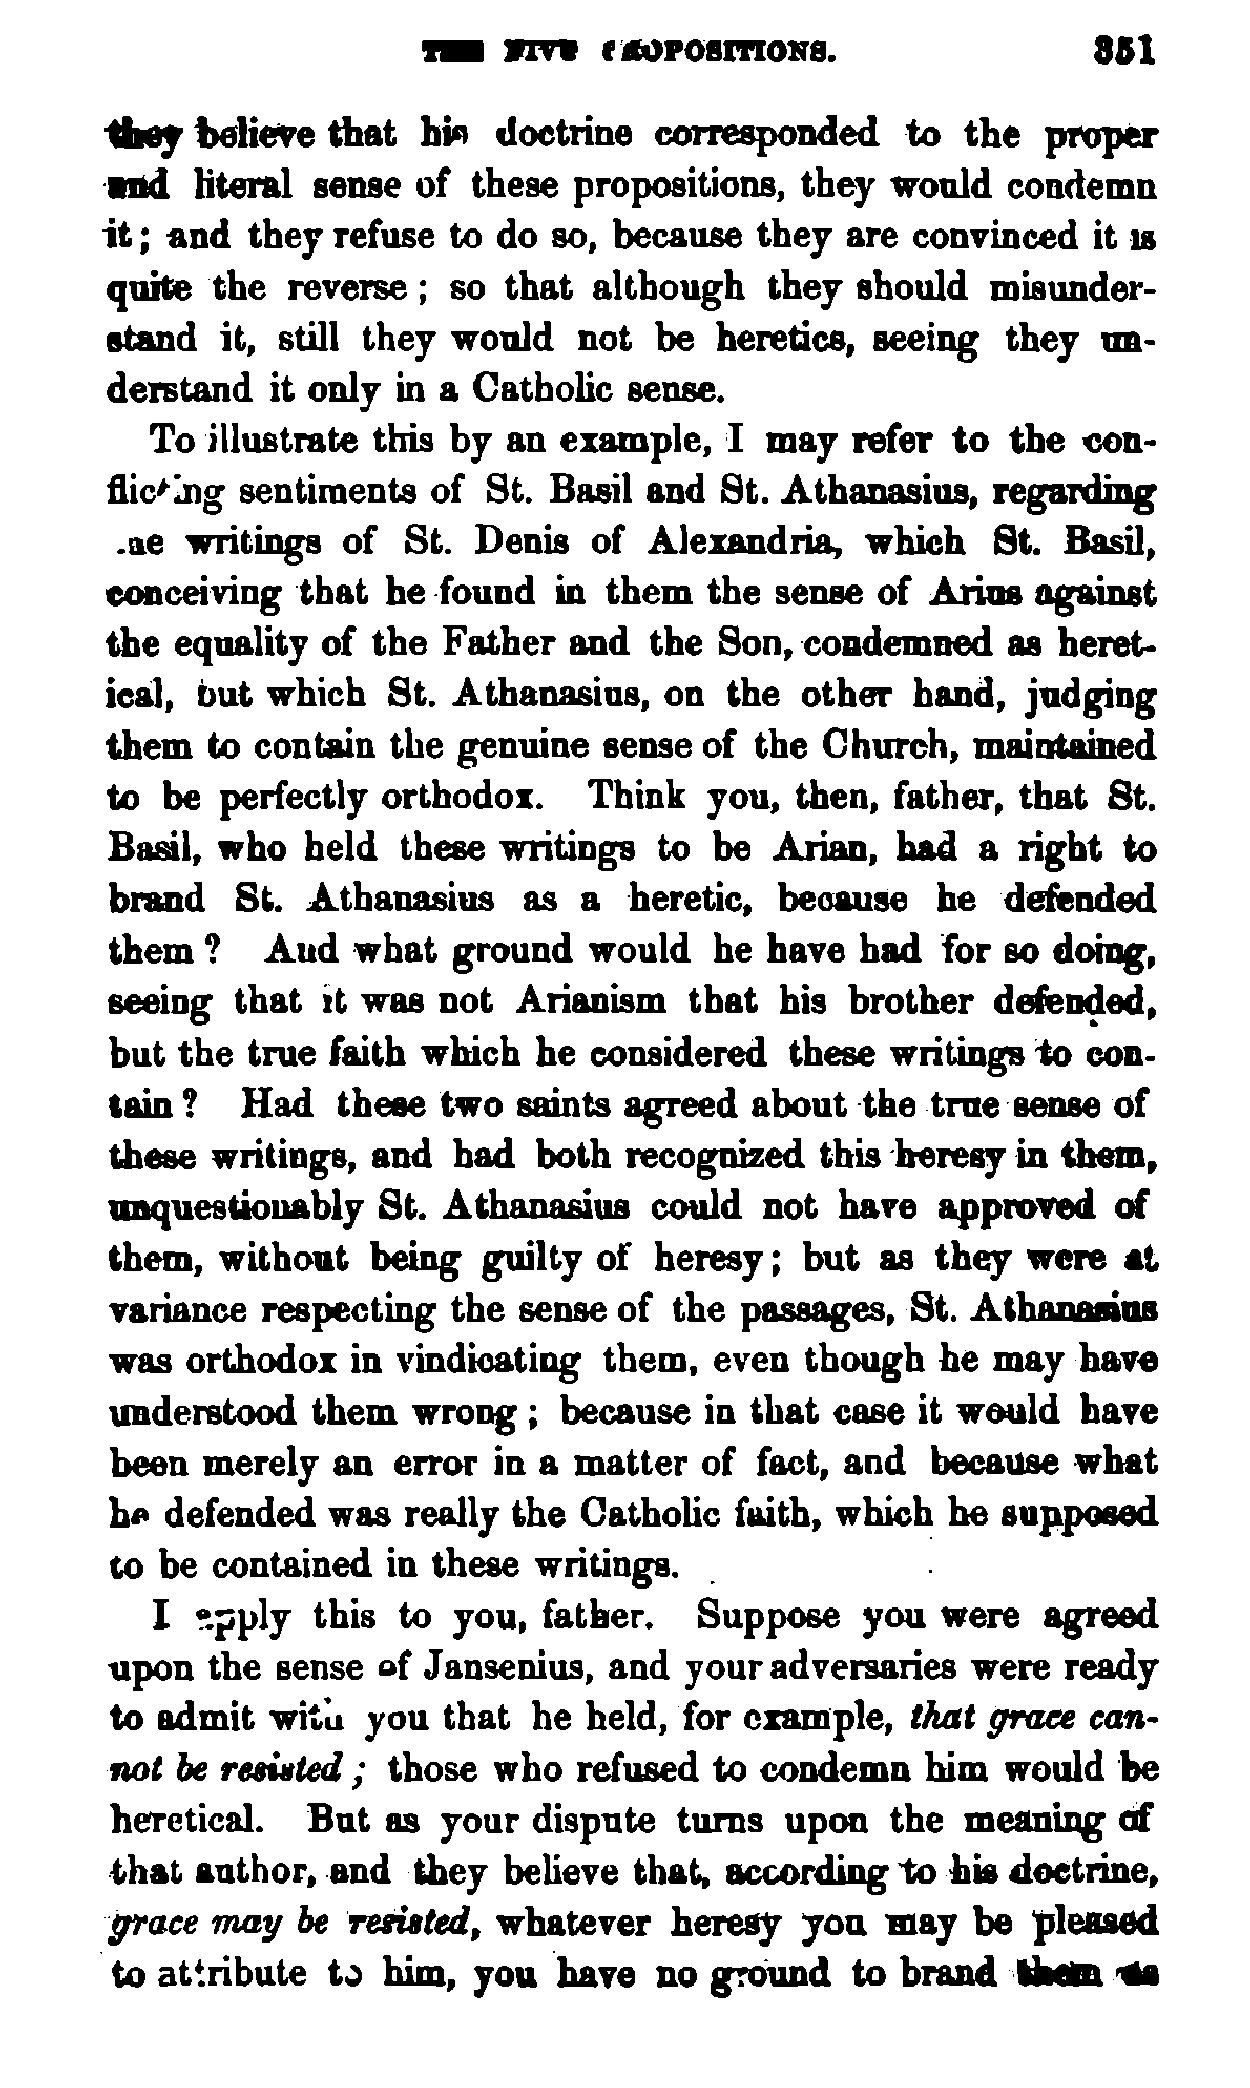 THE FIVE PROPOSITIONS. 351
they believe that his doctrine corresponded to the proper
and literal sense of these propositions, they would condemn
it; and they refuse to do so, because they are convinced it is
quite the reverse; so that although they should misunder-
stand it, still they would not be heretics, seeing they un-
derstand it only in a Catholic sense.
To illustrate this by an example, I may refer to the con-
flicting sentiments of St. Basil and St. Athanasius, regarding
the writings of St. Denis of Alexandria, which St. Basil,
conceiving that he found in them the sense of Arius against
the equality of the Father and the Son, condemned as heret-
ical, but which St. Athanasius, on the other hand, judging
them to contain the genuine sense of the Church, maintained
to be perfectly orthodox. Think you, then, father, that St.
Basil, who held these writings to be Arian, had a right to
brand St. Athanasius as a heretic, because he defended
them? And what ground would he have had for so doing,
seeing that it was not Arianism that his brother defended,
but the true faith which he considered these writings to con-
tain? Had these two saints agreed about the true sense of
these writings, and had both recognized this heresy in them,
unquestionably St. Athanasius could not have approved of
them, without being guilty of heresy; but as they were at
variance respecting the sense of the passages, St. Athanasius
was orthodox in vindicating them, even though he may have
understood them wrong; because in that case it would have
been merely an error in a matter of fact, and because what
he defended was really the Catholic faith, which he supposed
to be contained in these writings.
I apply this to you, father. Suppose you were agreed
upon the sense of Jansenius, and your adversaries were ready
to admit with you that he held, for example, that grace can-
not be resisted; those who refused to condemn him would be
heretical. But as your dispute turns upon the meaning of
that author, and they believe that, according to his doctrine,
grace may be resisted, whatever heresy you may be pleased
to attribute to him, you have no ground to brand them as